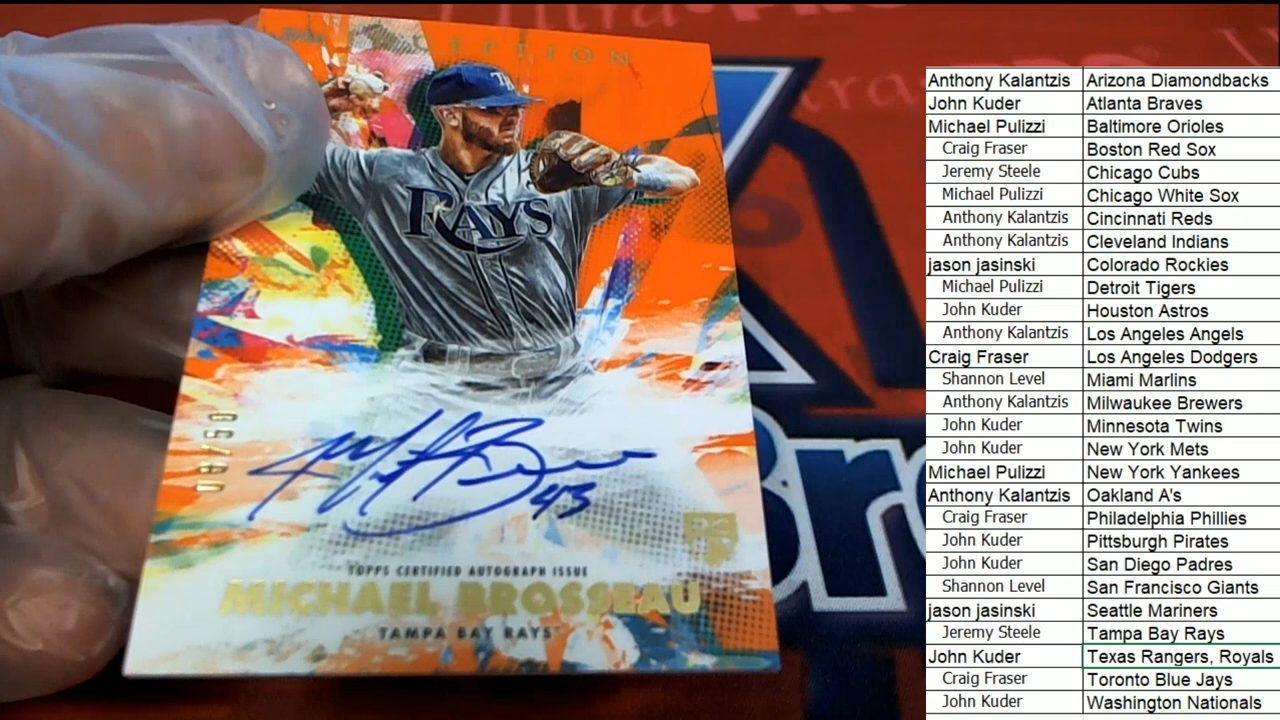 EPTION
TB
RAYS
08/50
43
RC
TOPPS CERTIFIED AUTOGRAPH ISSUE
MICHAEL BROSSEAU
TAMPA BAY RAYS
Anthony Kalantzis Arizona Diamondbacks
John Kuder Atlanta Braves
Michael Pulizzi Baltimore Orioles
Craig Fraser Boston Red Sox
Jeremy Steele Chicago Cubs
Michael Pulizzi Chicago White Sox
Anthony Kalantzis Cincinnati Reds
Anthony Kalantzis Cleveland Indians
jason jasinski Colorado Rockies
Michael Pulizzi Detroit Tigers
John Kuder Houston Astros
Anthony Kalantzis Los Angeles Angels
Craig Fraser Los Angeles Dodgers
Shannon Level Miami Marlins
Anthony Kalantzis Milwaukee Brewers
John Kuder Minnesota Twins
John Kuder New York Mets
Michael Pulizzi New York Yankees
Anthony Kalantzis Oakland A's
Craig Fraser Philadelphia Phillies
John Kuder Pittsburgh Pirates
John Kuder San Diego Padres
Shannon Level San Francisco Giants
jason jasinski Seattle Mariners
Jeremy Steele Tampa Bay Rays
John Kuder Texas Rangers, Royals
Craig Fraser Toronto Blue Jays
John Kuder Washington Nationals